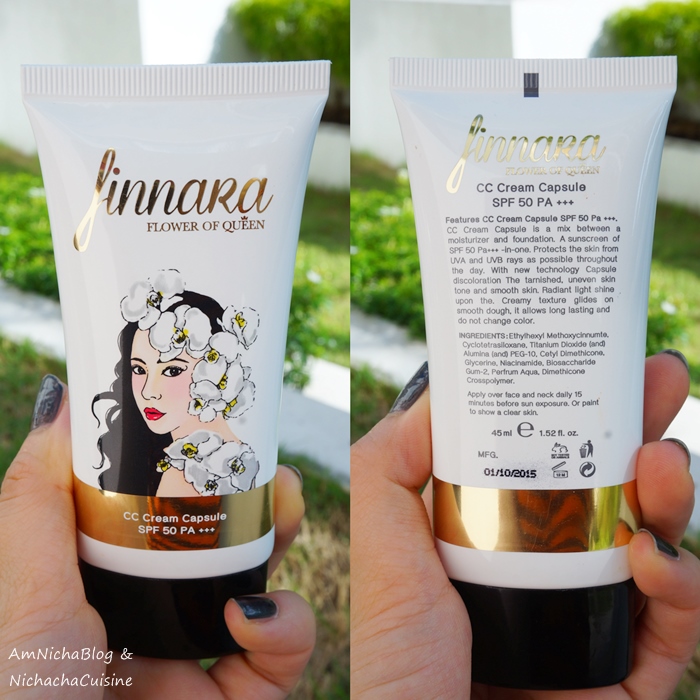 finnara
FLOWER OF QUEEN
CC Cream Capsule
SPF 50 PA +++
AmNichaBlog &
NichachaCuisine
finnara
FLOWER OF QUEEN
CC Cream Capsule
SPF 50 PA +++
Features CC Cream Capsule SPF 50 Pa +++,
CC Cream Capsule is a mix between a
moisturizer and foundation. A sunscreen of
SPF 50 Pa+++ -in-one. Protects the skin from
UVA and UVB rays as possible throughout
the day. With new technology Capsule
discoloration The tarnished, uneven skin
tone and smooth skin. Radiant light shine
upon the. Creamy texture glides on
smooth dough, it allows long lasting and
do not change color.
INGREDIENTS: Ethylhexyl Methoxycinnumte,
Cyclotetrasiloxane, Titanium Dioxide (and)
Alumina (and) PEG-10, Cetyl Dimethicone,
Glycerine, Niacinamide, Biosaccharide
Gum-2, Perfrum Aqua, Dimethicone
Crosspolymer.
Apply over face and neck daily 15
minutes before sun exposure. Or paint
to show a clear skin.
45 ml e 1.52 fl. oz.
MFG.
01/10/2015